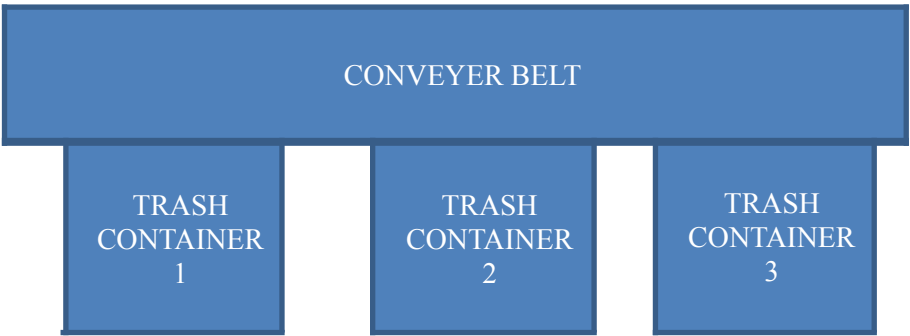 CONVEYER BELT
TRASH
CONTAINER
1
TRASH
CONTAINER
2
TRASH
CONTAINER
3